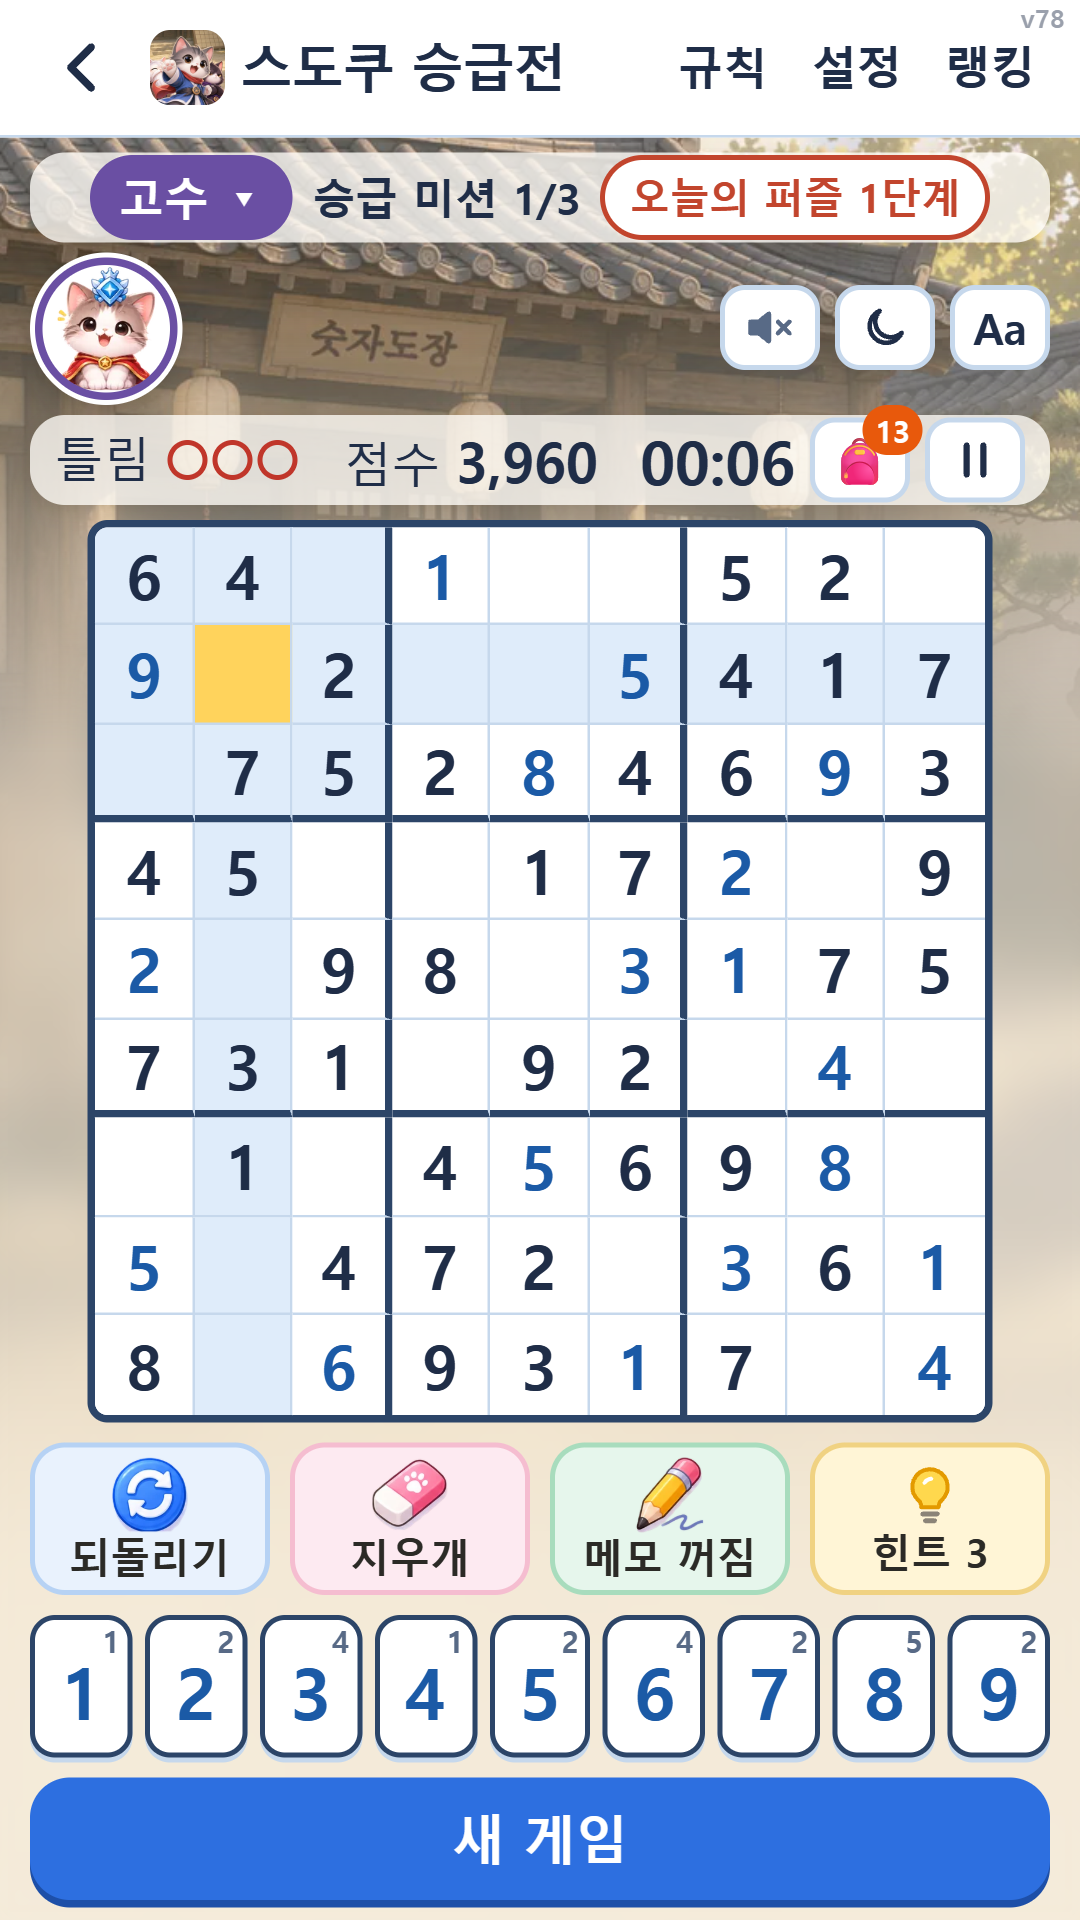 v78
스도쿠 승급전 규칙 설정 랭킹
고수 ▼ 승급 미션 1/3 오늘의 퍼즐 1단계
숫자도장
Aa
틀림 점수 3,960 00:06 13
6 4 1 5 2
9 2 5 4 1 7
7 5 2 8 4 6 9 3
4 5 1 7 2 9
2 9 8 3 1 7 5
7 3 1 9 2 4
1 4 5 6 9 8
5 4 7 2 3 6 1
8 6 9 3 1 7 4
되돌리기 지우개 메모 꺼짐 힌트 3
1 2 4 1 2 4 2 5 2
1 2 3 4 5 6 7 8 9
새 게임